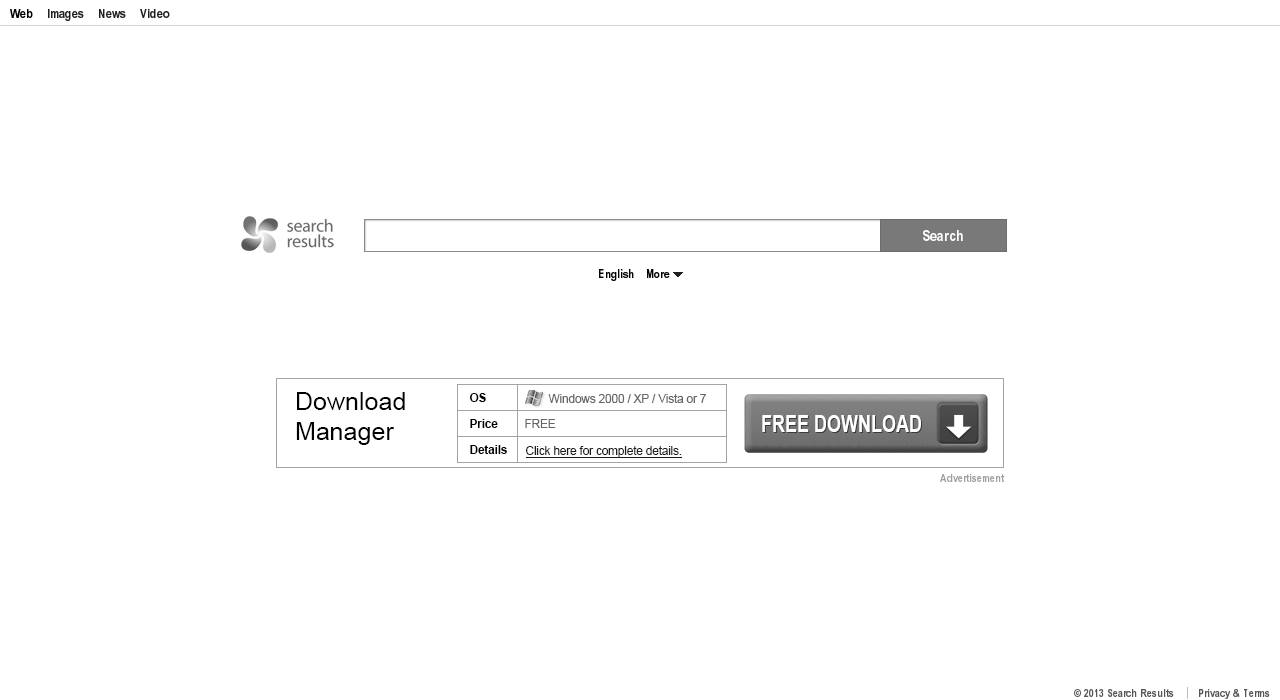 Web Images News Video
search
results
Search
English More
Download
Manager
OS Windows 2000 / XP / Vista or 7
Price FREE
Details Click here for complete details.
FREE DOWNLOAD
Advertisement
© 2013 Search Results Privacy & Terms